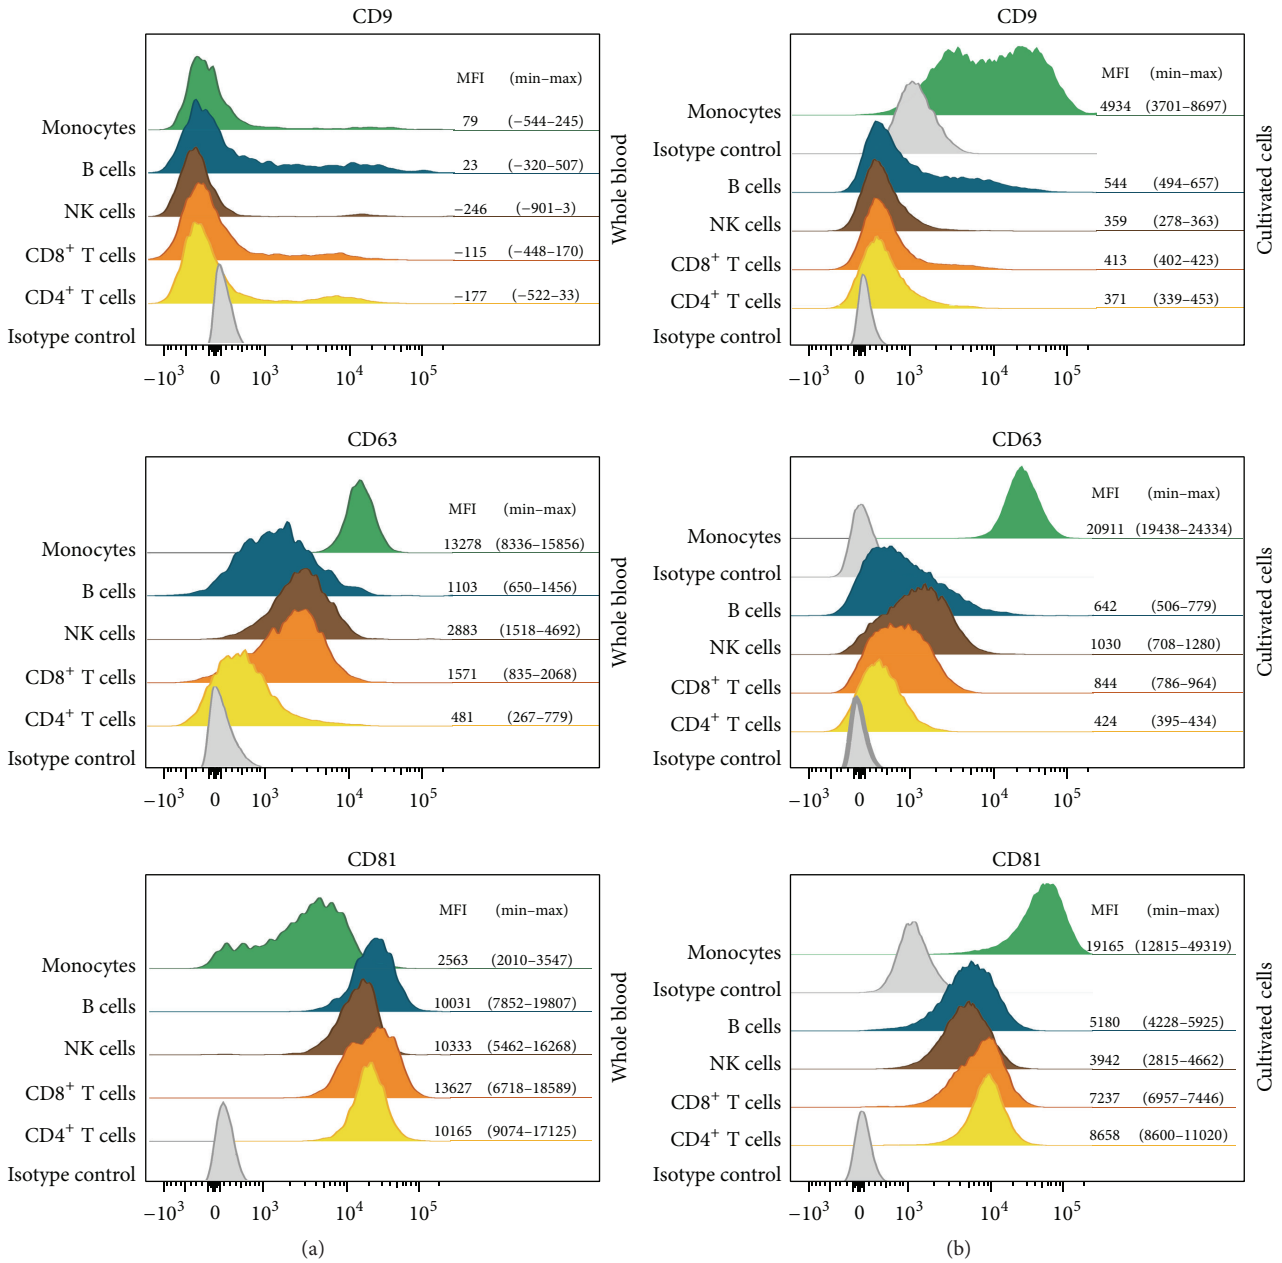 CD9
MFI (min–max)
Monocytes 79 (−544–245)
B cells 23 (−320–507)
NK cells −246 (−901–3)
CD8+ T cells −115 (−448–170)
CD4+ T cells −177 (−522–33)
Isotype control
−10³ 0 10³ 10⁴ 10⁵
Whole blood
CD9
MFI (min–max)
Monocytes 4934 (3701–8697)
Isotype control
B cells 544 (494–657)
NK cells 359 (278–363)
CD8+ T cells 413 (402–423)
CD4+ T cells 371 (339–453)
Isotype control
−10³ 0 10³ 10⁴ 10⁵
Cultivated cells
CD63
MFI (min–max)
Monocytes 13278 (8336–15856)
B cells 1103 (650–1456)
NK cells 2883 (1518–4692)
CD8+ T cells 1571 (835–2068)
CD4+ T cells 481 (267–779)
Isotype control
−10³ 0 10³ 10⁴ 10⁵
Whole blood
CD63
MFI (min–max)
Monocytes 20911 (19438–24334)
Isotype control
B cells 642 (506–779)
NK cells 1030 (708–1280)
CD8+ T cells 844 (786–964)
CD4+ T cells 424 (395–434)
Isotype control
−10³ 0 10³ 10⁴ 10⁵
Cultivated cells
CD81
MFI (min–max)
Monocytes 2563 (2010–3547)
B cells 10031 (7852–19807)
NK cells 10333 (5462–16268)
CD8+ T cells 13627 (6718–18589)
CD4+ T cells 10165 (9074–17125)
Isotype control
−10³ 0 10³ 10⁴ 10⁵
Whole blood
(a)
CD81
MFI (min–max)
Monocytes 19165 (12815–49319)
Isotype control
B cells 5180 (4228–5925)
NK cells 3942 (2815–4662)
CD8+ T cells 7237 (6957–7446)
CD4+ T cells 8658 (8600–11020)
Isotype control
−10³ 0 10³ 10⁴ 10⁵
Cultivated cells
(b)